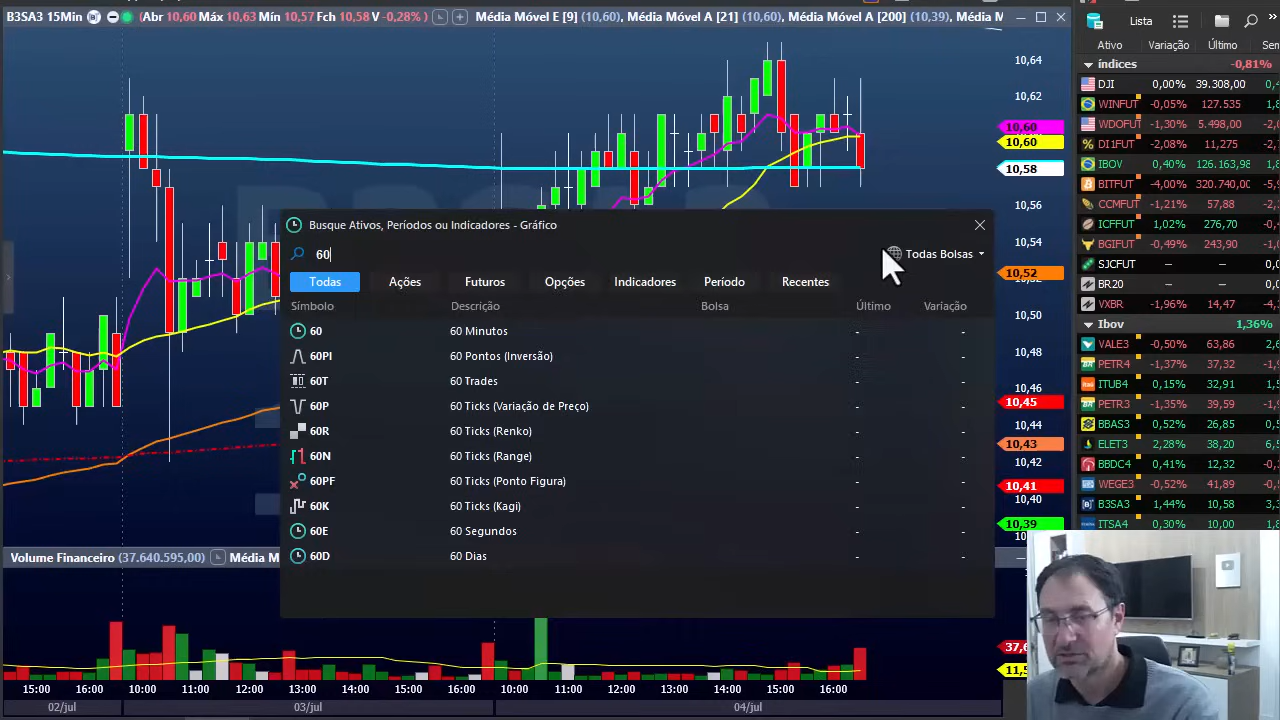 B3SA3 15Min (Abr 10,60 Máx 10,63 Mín 10,57 Fch 10,58 V -0,28%) Média Móvel E [9] (10,60), Média Móvel A [21] (10,60), Média Móvel A [200] (10,39), Média M
Lista
Ativo Variação Último Sen
índices -0,81%
DJI 0,00% 39.308,00
WINFUT -0,05% 127.535
WDOFUT -1,30% 5.498,00
DI1FUT -2,08% 11,275
IBOV 0,40% 126.163,98
BITFUT -4,00% 320.740,00
CCMFUT -1,21% 57,88
ICFFUT 1,02% 276,70
BGIFUT -0,49% 243,90
SJCFUT – –
BR20 – –
VXBR -1,96% 14,47
Ibov 1,36%
VALE3 -0,50% 63,86
PETR4 -1,37% 37,32
ITUB4 0,15% 32,91
PETR3 -1,35% 39,59
BBAS3 0,52% 26,85
ELET3 2,28% 38,20
BBDC4 0,41% 12,32
WEGE3 -0,52% 41,89
B3SA3 1,44% 10,58
ITSA4 0,30% 10,00
10,64
10,62
10,60
10,60
10,58
10,56
10,54
10,52
10,50
10,48
10,46
10,45
10,44
10,43
10,42
10,41
10,40
10,39
Busque Ativos, Períodos ou Indicadores - Gráfico
60
Todas Bolsas
Todas Ações Futuros Opções Indicadores Período Recentes
Símbolo Descrição Bolsa Último Variação
60 60 Minutos - -
60PI 60 Pontos (Inversão) - -
60T 60 Trades - -
60P 60 Ticks (Variação de Preço) - -
60R 60 Ticks (Renko) - -
60N 60 Ticks (Range) - -
60PF 60 Ticks (Ponto Figura) - -
60K 60 Ticks (Kagi) - -
60E 60 Segundos - -
60D 60 Dias - -
Volume Financeiro (37.640.595,00) Média M
37,6
11,5
15:00 16:00 10:00 11:00 12:00 13:00 14:00 15:00 16:00 10:00 11:00 12:00 13:00 14:00 15:00 16:00
02/jul 03/jul 04/jul